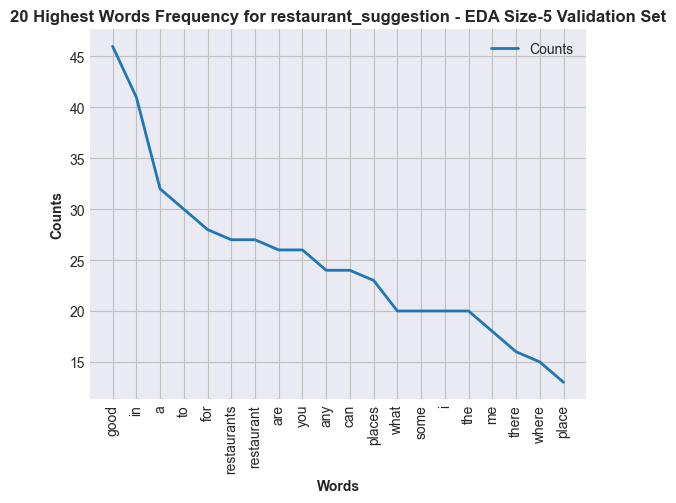 20 Highest Words Frequency for restaurant_suggestion - EDA Size-5 Validation Set
Counts
45
40
35
30
25
20
15
Counts
good
in
a
to
for
restaurants
restaurant
are
you
any
can
places
what
some
i
the
me
there
where
place
Words